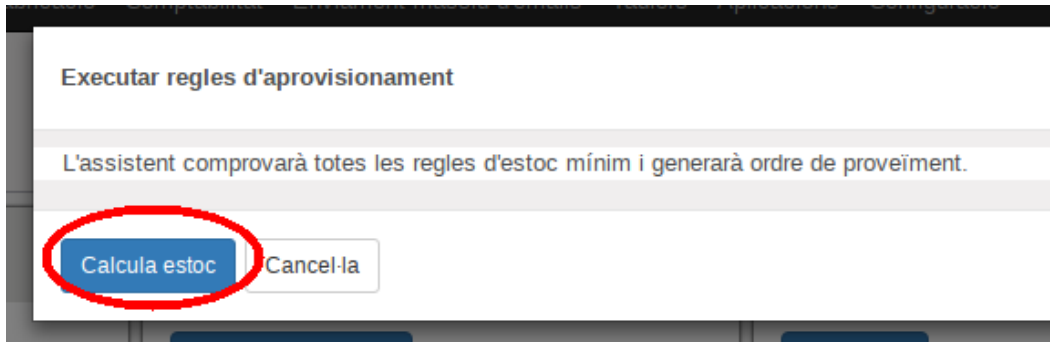 Executar regles d'aprovisionament
L'assistent comprovarà totes les regles d'estoc mínim i generarà ordre de proveïment.
Calcula estoc Cancel·la